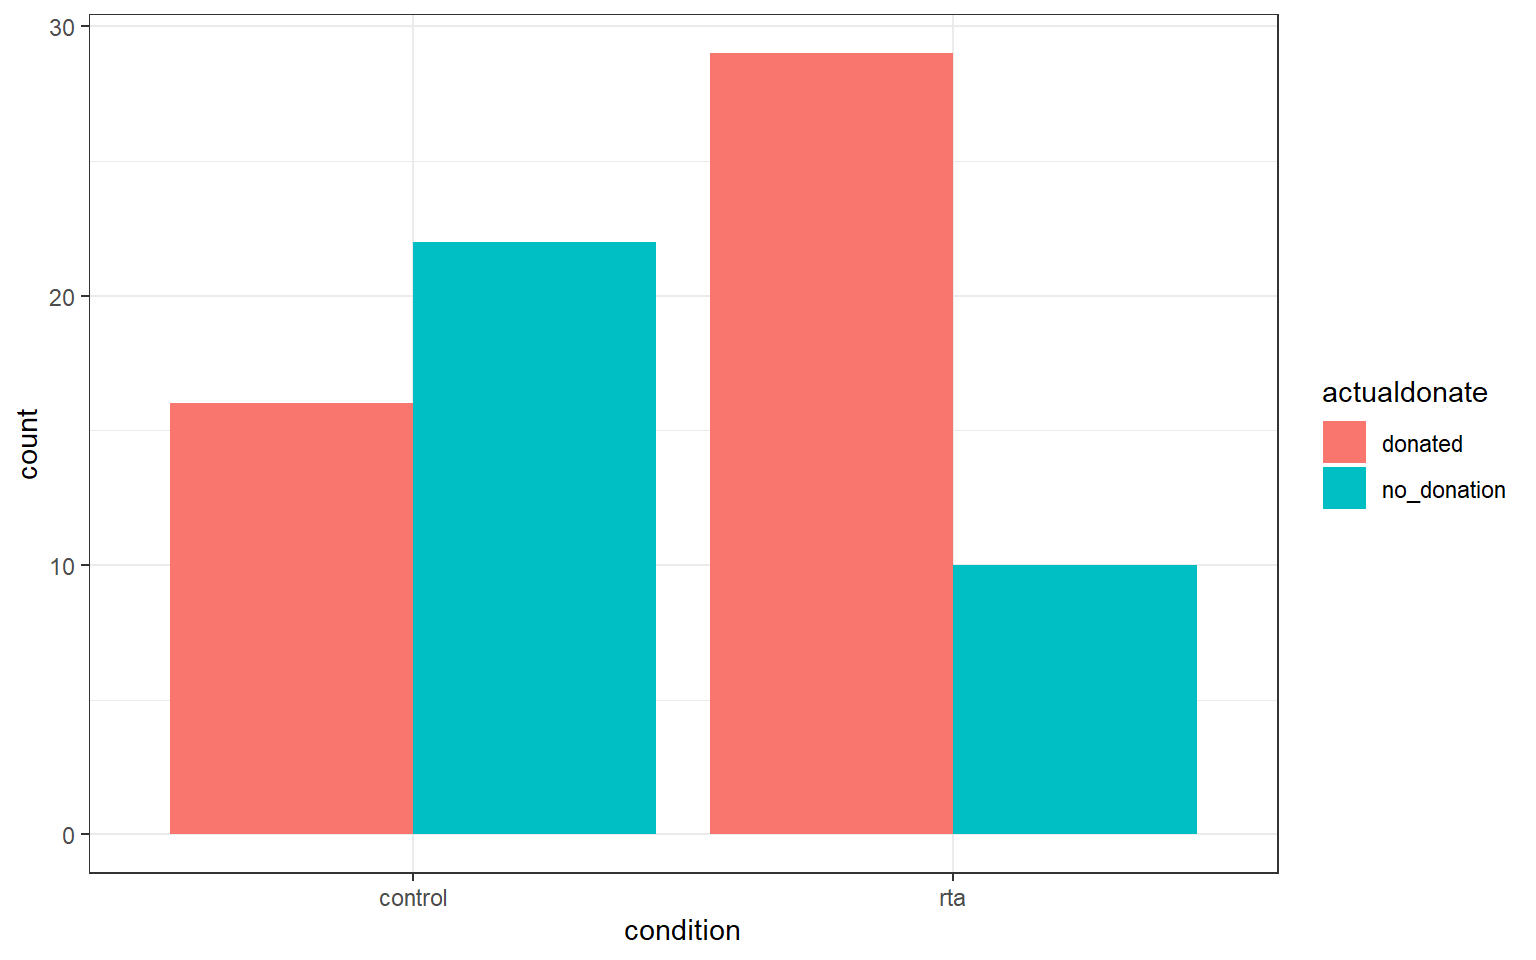 30
20
10
0
count
control
rta
condition
actualdonate
donated
no_donation